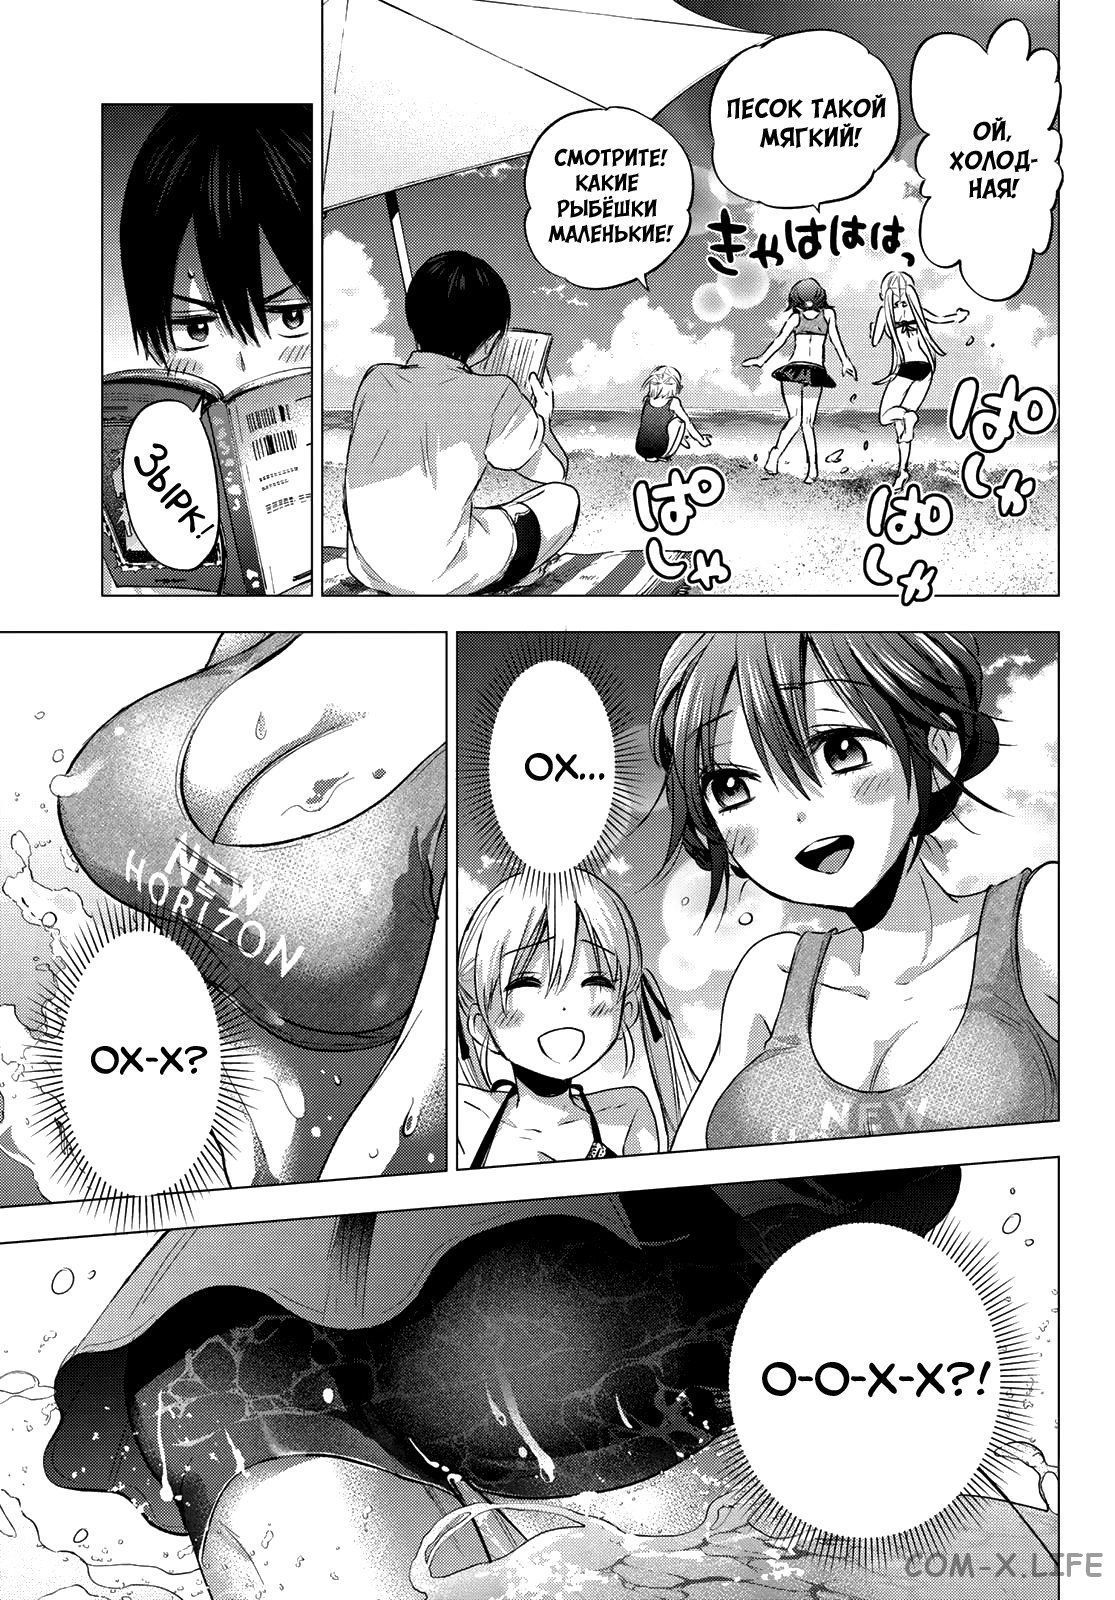 ОЙ,
ХОЛОД-
НАЯ!
ПЕСОК ТАКОЙ
МЯГКИЙ!
СМОТРИТЕ!
КАКИЕ
РЫБЁШКИ
МАЛЕНЬКИЕ!
きゃははは、
ぱしゃ
ぱしゃ
ぱしゃ
ЗЫРК!
ОХ...
NEW
NEW
HORIZON
ОХ-Х?
О-О-Х-Х?!
COM-X.LIFE